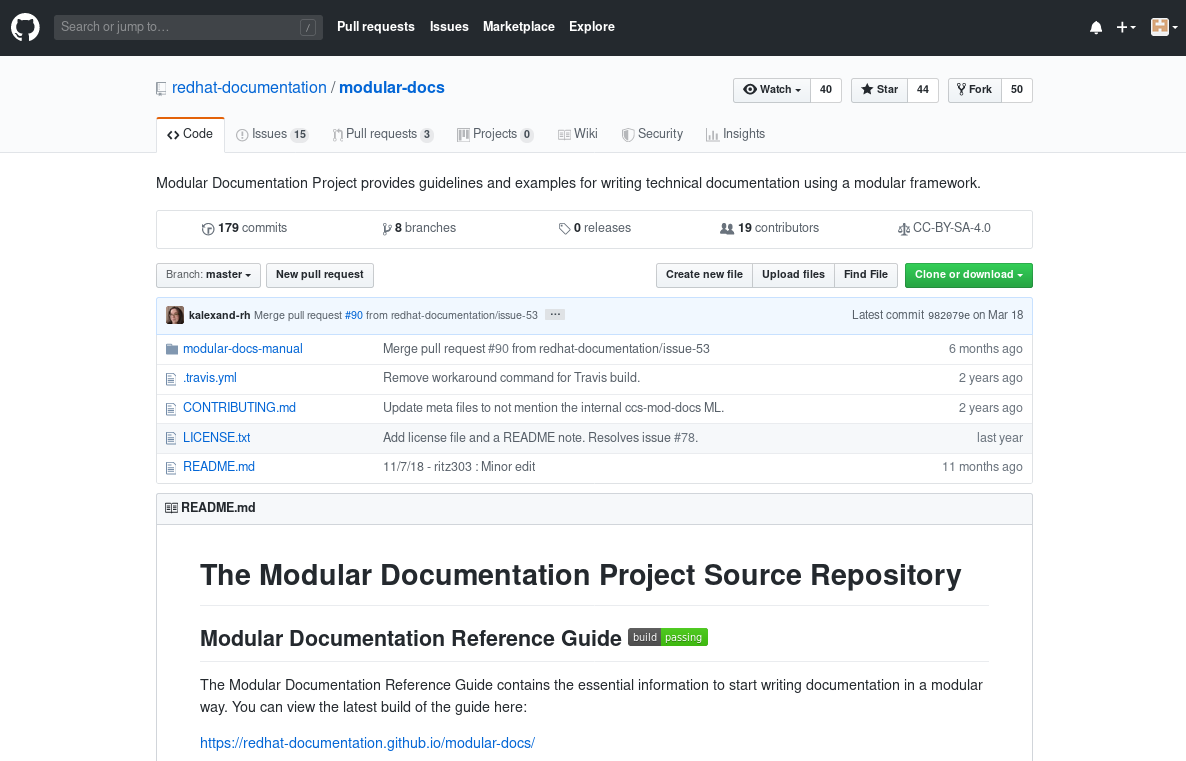 Search or jump to… / Pull requests Issues Marketplace Explore
redhat-documentation / modular-docs Watch 40 Star 44 Fork 50
Code Issues 15 Pull requests 3 Projects 0 Wiki Security Insights
Modular Documentation Project provides guidelines and examples for writing technical documentation using a modular framework.
179 commits 8 branches 0 releases 19 contributors CC-BY-SA-4.0
Branch: master New pull request Create new file Upload files Find File Clone or download
kalexand-rh Merge pull request #90 from redhat-documentation/issue-53 ... Latest commit 982079e on Mar 18
modular-docs-manual Merge pull request #90 from redhat-documentation/issue-53 6 months ago
.travis.yml Remove workaround command for Travis build. 2 years ago
CONTRIBUTING.md Update meta files to not mention the internal ccs-mod-docs ML. 2 years ago
LICENSE.txt Add license file and a README note. Resolves issue #78. last year
README.md 11/7/18 - ritz303 : Minor edit 11 months ago
README.md
The Modular Documentation Project Source Repository
Modular Documentation Reference Guide build passing
The Modular Documentation Reference Guide contains the essential information to start writing documentation in a modular
way. You can view the latest build of the guide here:
https://redhat-documentation.github.io/modular-docs/